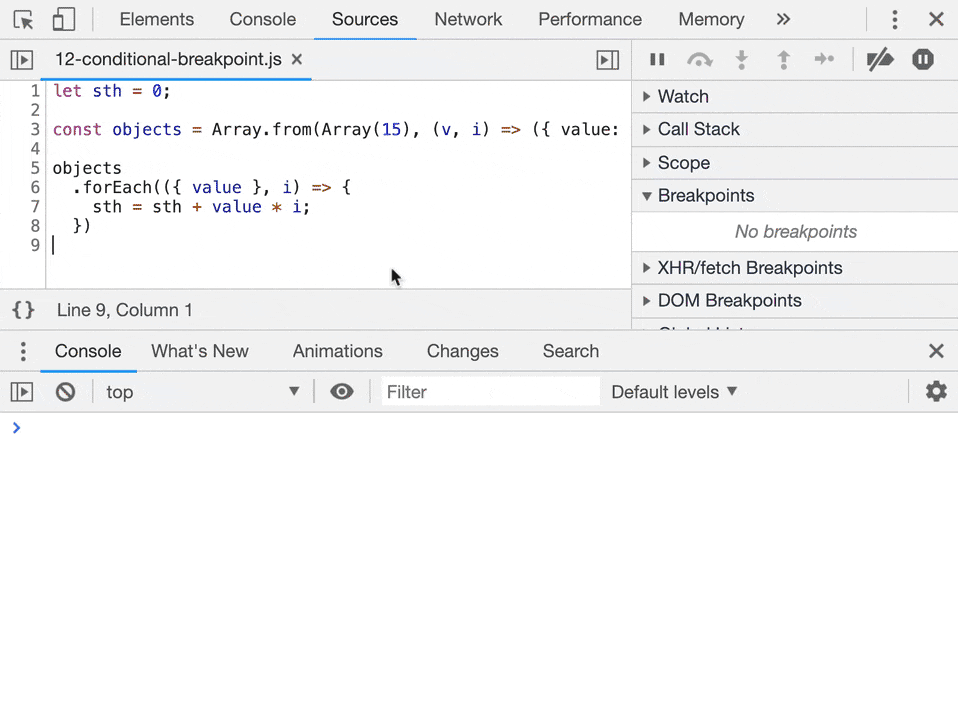 Elements Console Sources Network Performance Memory »
12-conditional-breakpoint.js ×
1 let sth = 0;
2
3 const objects = Array.from(Array(15), (v, i) => ({ value:
4
5 objects
6 .forEach(({ value }, i) => {
7 sth = sth + value * i;
8 })
9
{} Line 9, Column 1
Watch
Call Stack
Scope
Breakpoints
No breakpoints
XHR/fetch Breakpoints
DOM Breakpoints
Console What's New Animations Changes Search
top Filter Default levels